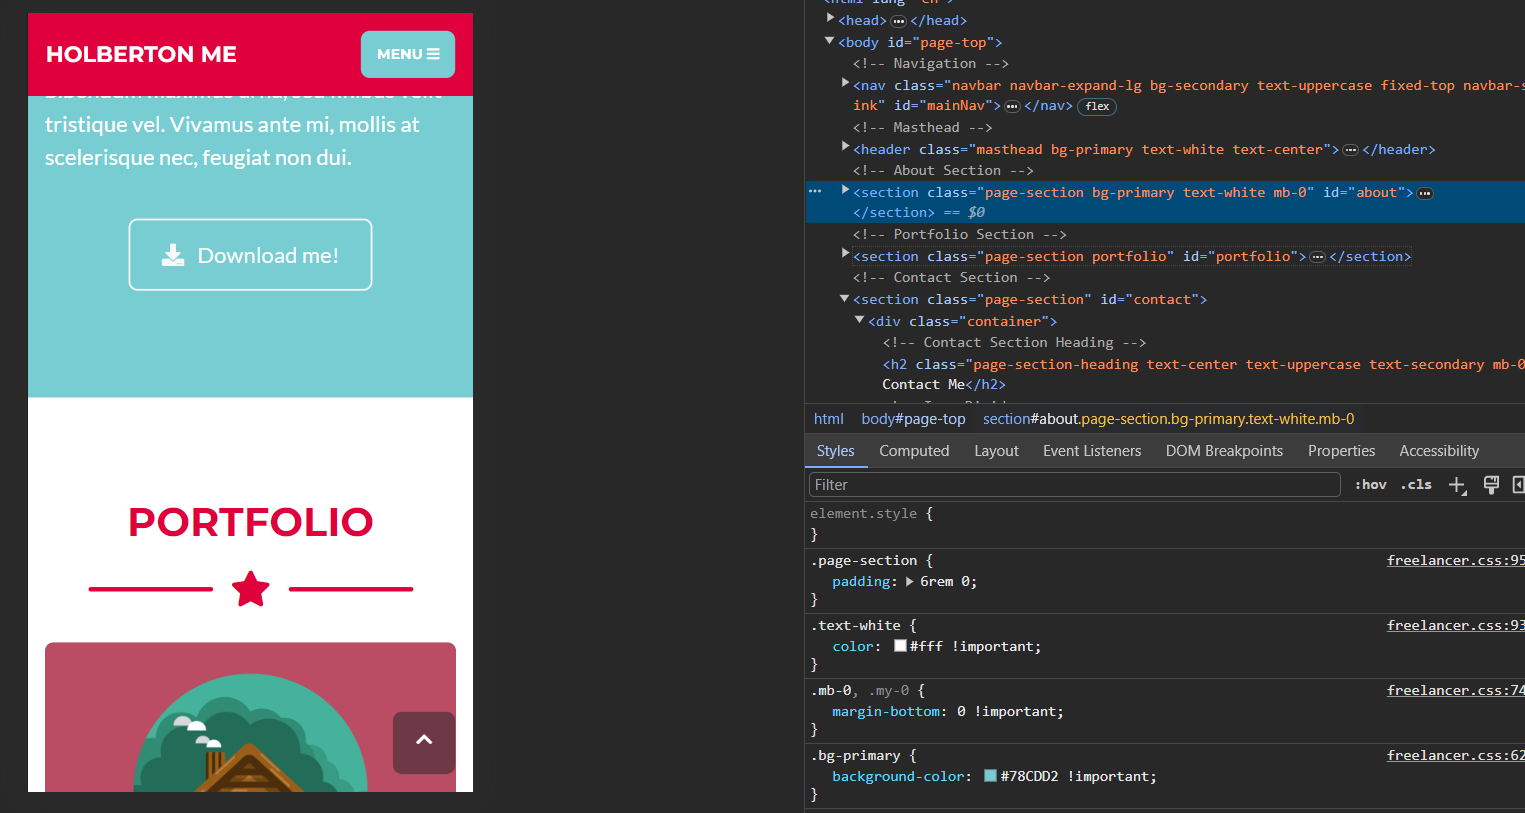 HOLBERTON ME
MENU
tristique vel. Vivamus ante mi, mollis at
scelerisque nec, feugiat non dui.
Download me!
PORTFOLIO
<head> ••• </head>
<body id="page-top">
<!-- Navigation -->
<nav class="navbar navbar-expand-lg bg-secondary text-uppercase fixed-top navbar-s
ink" id="mainNav"> ••• </nav> flex
<!-- Masthead -->
<header class="masthead bg-primary text-white text-center"> ••• </header>
<!-- About Section -->
••• <section class="page-section bg-primary text-white mb-0" id="about"> •••
</section> == $0
<!-- Portfolio Section -->
<section class="page-section portfolio" id="portfolio"> ••• </section>
<!-- Contact Section -->
<section class="page-section" id="contact">
<div class="container">
<!-- Contact Section Heading -->
<h2 class="page-section-heading text-center text-uppercase text-secondary mb-0
Contact Me</h2>
html body#page-top section#about.page-section.bg-primary.text-white.mb-0
Styles Computed Layout Event Listeners DOM Breakpoints Properties Accessibility
Filter :hov .cls
element.style {
}
.page-section { freelancer.css:95
padding: 6rem 0;
}
.text-white { freelancer.css:93
color: #fff !important;
}
.mb-0, .my-0 { freelancer.css:74
margin-bottom: 0 !important;
}
.bg-primary { freelancer.css:62
background-color: #78CDD2 !important;
}